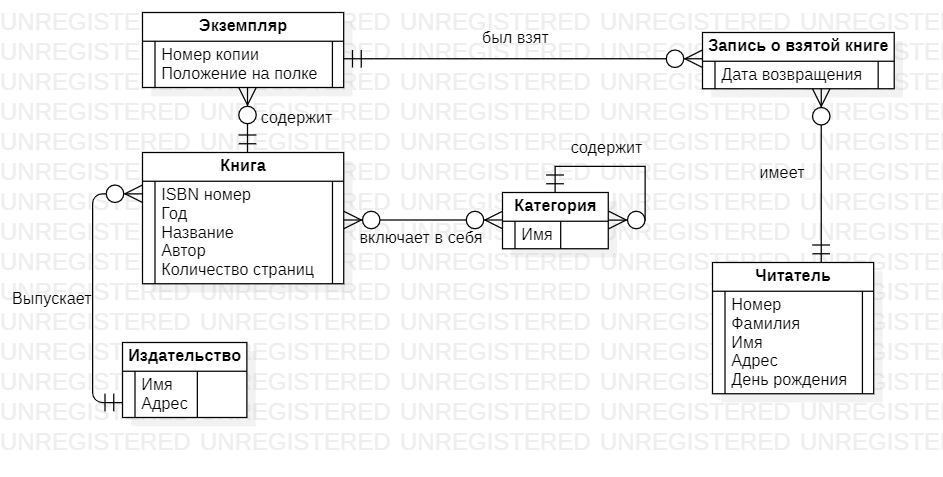 Экземпляр
Номер копии
Положение на полке
был взят
Запись о взятой книге
Дата возвращения
содержит
Книга
ISBN номер
Год
Название
Автор
Количество страниц
содержит
Категория
Имя
включает в себя
имеет
Читатель
Номер
Фамилия
Имя
Адрес
День рождения
Выпускает
Издательство
Имя
Адрес
UNREGISTERED